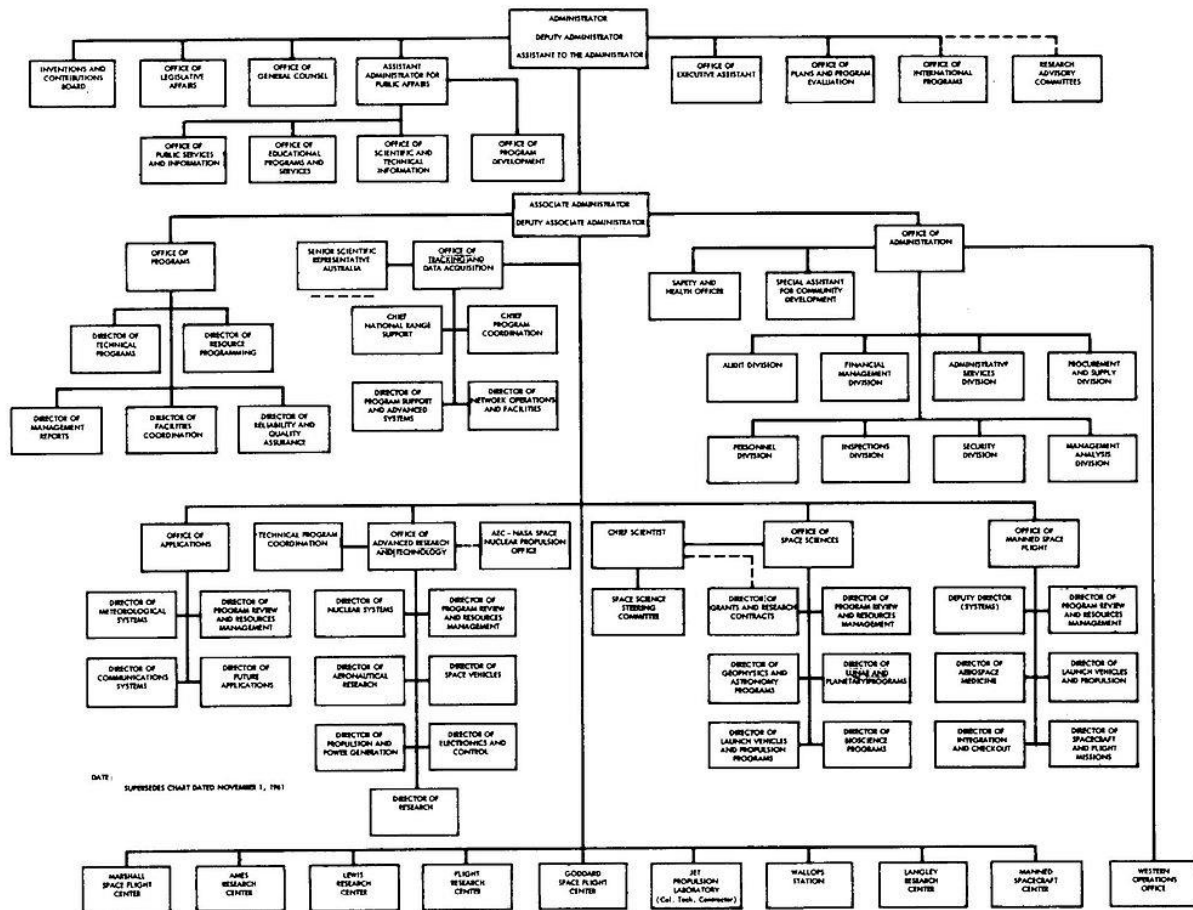 ADMINISTRATOR
DEPUTY ADMINISTRATOR
ASSISTANT TO THE ADMINISTRATOR
INVENTIONS AND
CONTRIBUTIONS
BOARD
OFFICE OF
LEGISLATIVE
AFFAIRS
OFFICE OF
GENERAL COUNSEL
ASSISTANT
ADMINISTRATOR FOR
PUBLIC AFFAIRS
OFFICE OF
EXECUTIVE ASSISTANT
OFFICE OF
PLANS AND PROGRAM
EVALUATION
OFFICE OF
INTERNATIONAL
PROGRAMS
RESEARCH
ADVISORY
COMMITTEES
OFFICE OF
PUBLIC SERVICES
AND INFORMATION
OFFICE OF
EDUCATIONAL
PROGRAMS AND
SERVICES
OFFICE OF
SCIENTIFIC AND
TECHNICAL
INFORMATION
OFFICE OF
PROGRAM
DEVELOPMENT
ASSOCIATE ADMINISTRATOR
DEPUTY ASSOCIATE ADMINISTRATOR
OFFICE OF
PROGRAMS
SENIOR SCIENTIFIC
REPRESENTATIVE
AUSTRALIA
OFFICE OF
TRACKING AND
DATA ACQUISITION
OFFICE OF
ADMINISTRATION
SAFETY AND
HEALTH OFFICER
SPECIAL ASSISTANT
FOR COMMUNITY
DEVELOPMENT
DIRECTOR OF
TECHNICAL
PROGRAMS
DIRECTOR OF
RESOURCE
PROGRAMMING
CHIEF
NATIONAL RANGE
SUPPORT
CHIEF
PROGRAM
COORDINATION
AUDIT DIVISION
FINANCIAL
MANAGEMENT
DIVISION
ADMINISTRATIVE
SERVICES
DIVISION
PROCUREMENT
AND SUPPLY
DIVISION
DIRECTOR OF
MANAGEMENT
REPORTS
DIRECTOR OF
FACILITIES
COORDINATION
DIRECTOR OF
RELIABILITY AND
QUALITY
ASSURANCE
DIRECTOR OF
PROGRAM SUPPORT
AND ADVANCED
SYSTEMS
DIRECTOR OF
NETWORK OPERATIONS
AND FACILITIES
PERSONNEL
DIVISION
INSPECTIONS
DIVISION
SECURITY
DIVISION
MANAGEMENT
ANALYSIS
DIVISION
OFFICE OF
APPLICATIONS
TECHNICAL PROGRAM
COORDINATION
OFFICE OF
ADVANCED RESEARCH
AND TECHNOLOGY
AEC - NASA SPACE
NUCLEAR PROPULSION
OFFICE
CHIEF SCIENTIST
OFFICE OF
SPACE SCIENCES
OFFICE OF
MANNED SPACE
FLIGHT
DIRECTOR OF
METEOROLOGICAL
SYSTEMS
DIRECTOR OF
PROGRAM REVIEW
AND RESOURCES
MANAGEMENT
DIRECTOR OF
NUCLEAR SYSTEMS
DIRECTOR OF
PROGRAM REVIEW
AND RESOURCES
MANAGEMENT
SPACE SCIENCE
STEERING
COMMITTEE
DIRECTOR OF
GRANTS AND RESEARCH
CONTRACTS
DIRECTOR OF
PROGRAM REVIEW
AND RESOURCES
MANAGEMENT
DEPUTY DIRECTOR
(SYSTEMS)
DIRECTOR OF
PROGRAM REVIEW
AND RESOURCES
MANAGEMENT
DIRECTOR OF
COMMUNICATIONS
SYSTEMS
DIRECTOR OF
FUTURE
APPLICATIONS
DIRECTOR OF
AERONAUTICAL
RESEARCH
DIRECTOR OF
SPACE VEHICLES
DIRECTOR OF
GEOPHYSICS AND
ASTRONOMY
PROGRAMS
DIRECTOR OF
LUNAR AND
PLANETARY PROGRAMS
DIRECTOR OF
AEROSPACE
MEDICINE
DIRECTOR OF
LAUNCH VEHICLES
AND PROPULSION
DIRECTOR OF
PROPULSION AND
POWER GENERATION
DIRECTOR OF
ELECTRONICS AND
CONTROL
DIRECTOR OF
LAUNCH VEHICLES
AND PROPULSION
PROGRAMS
DIRECTOR OF
BIOSCIENCE
PROGRAMS
DIRECTOR OF
INTEGRATION
AND CHECKOUT
DIRECTOR OF
SPACECRAFT
AND FLIGHT
MISSIONS
DATE:
SUPERSEDES CHART DATED NOVEMBER 1, 1961
DIRECTOR OF
RESEARCH
MARSHALL
SPACE FLIGHT
CENTER
AMES
RESEARCH
CENTER
LEWIS
RESEARCH
CENTER
FLIGHT
RESEARCH
CENTER
GODDARD
SPACE FLIGHT
CENTER
JET
PROPULSION
LABORATORY
(Cal. Tech. Contractor)
WALLOPS
STATION
LANGLEY
RESEARCH
CENTER
MANNED
SPACECRAFT
CENTER
WESTERN
OPERATIONS
OFFICE